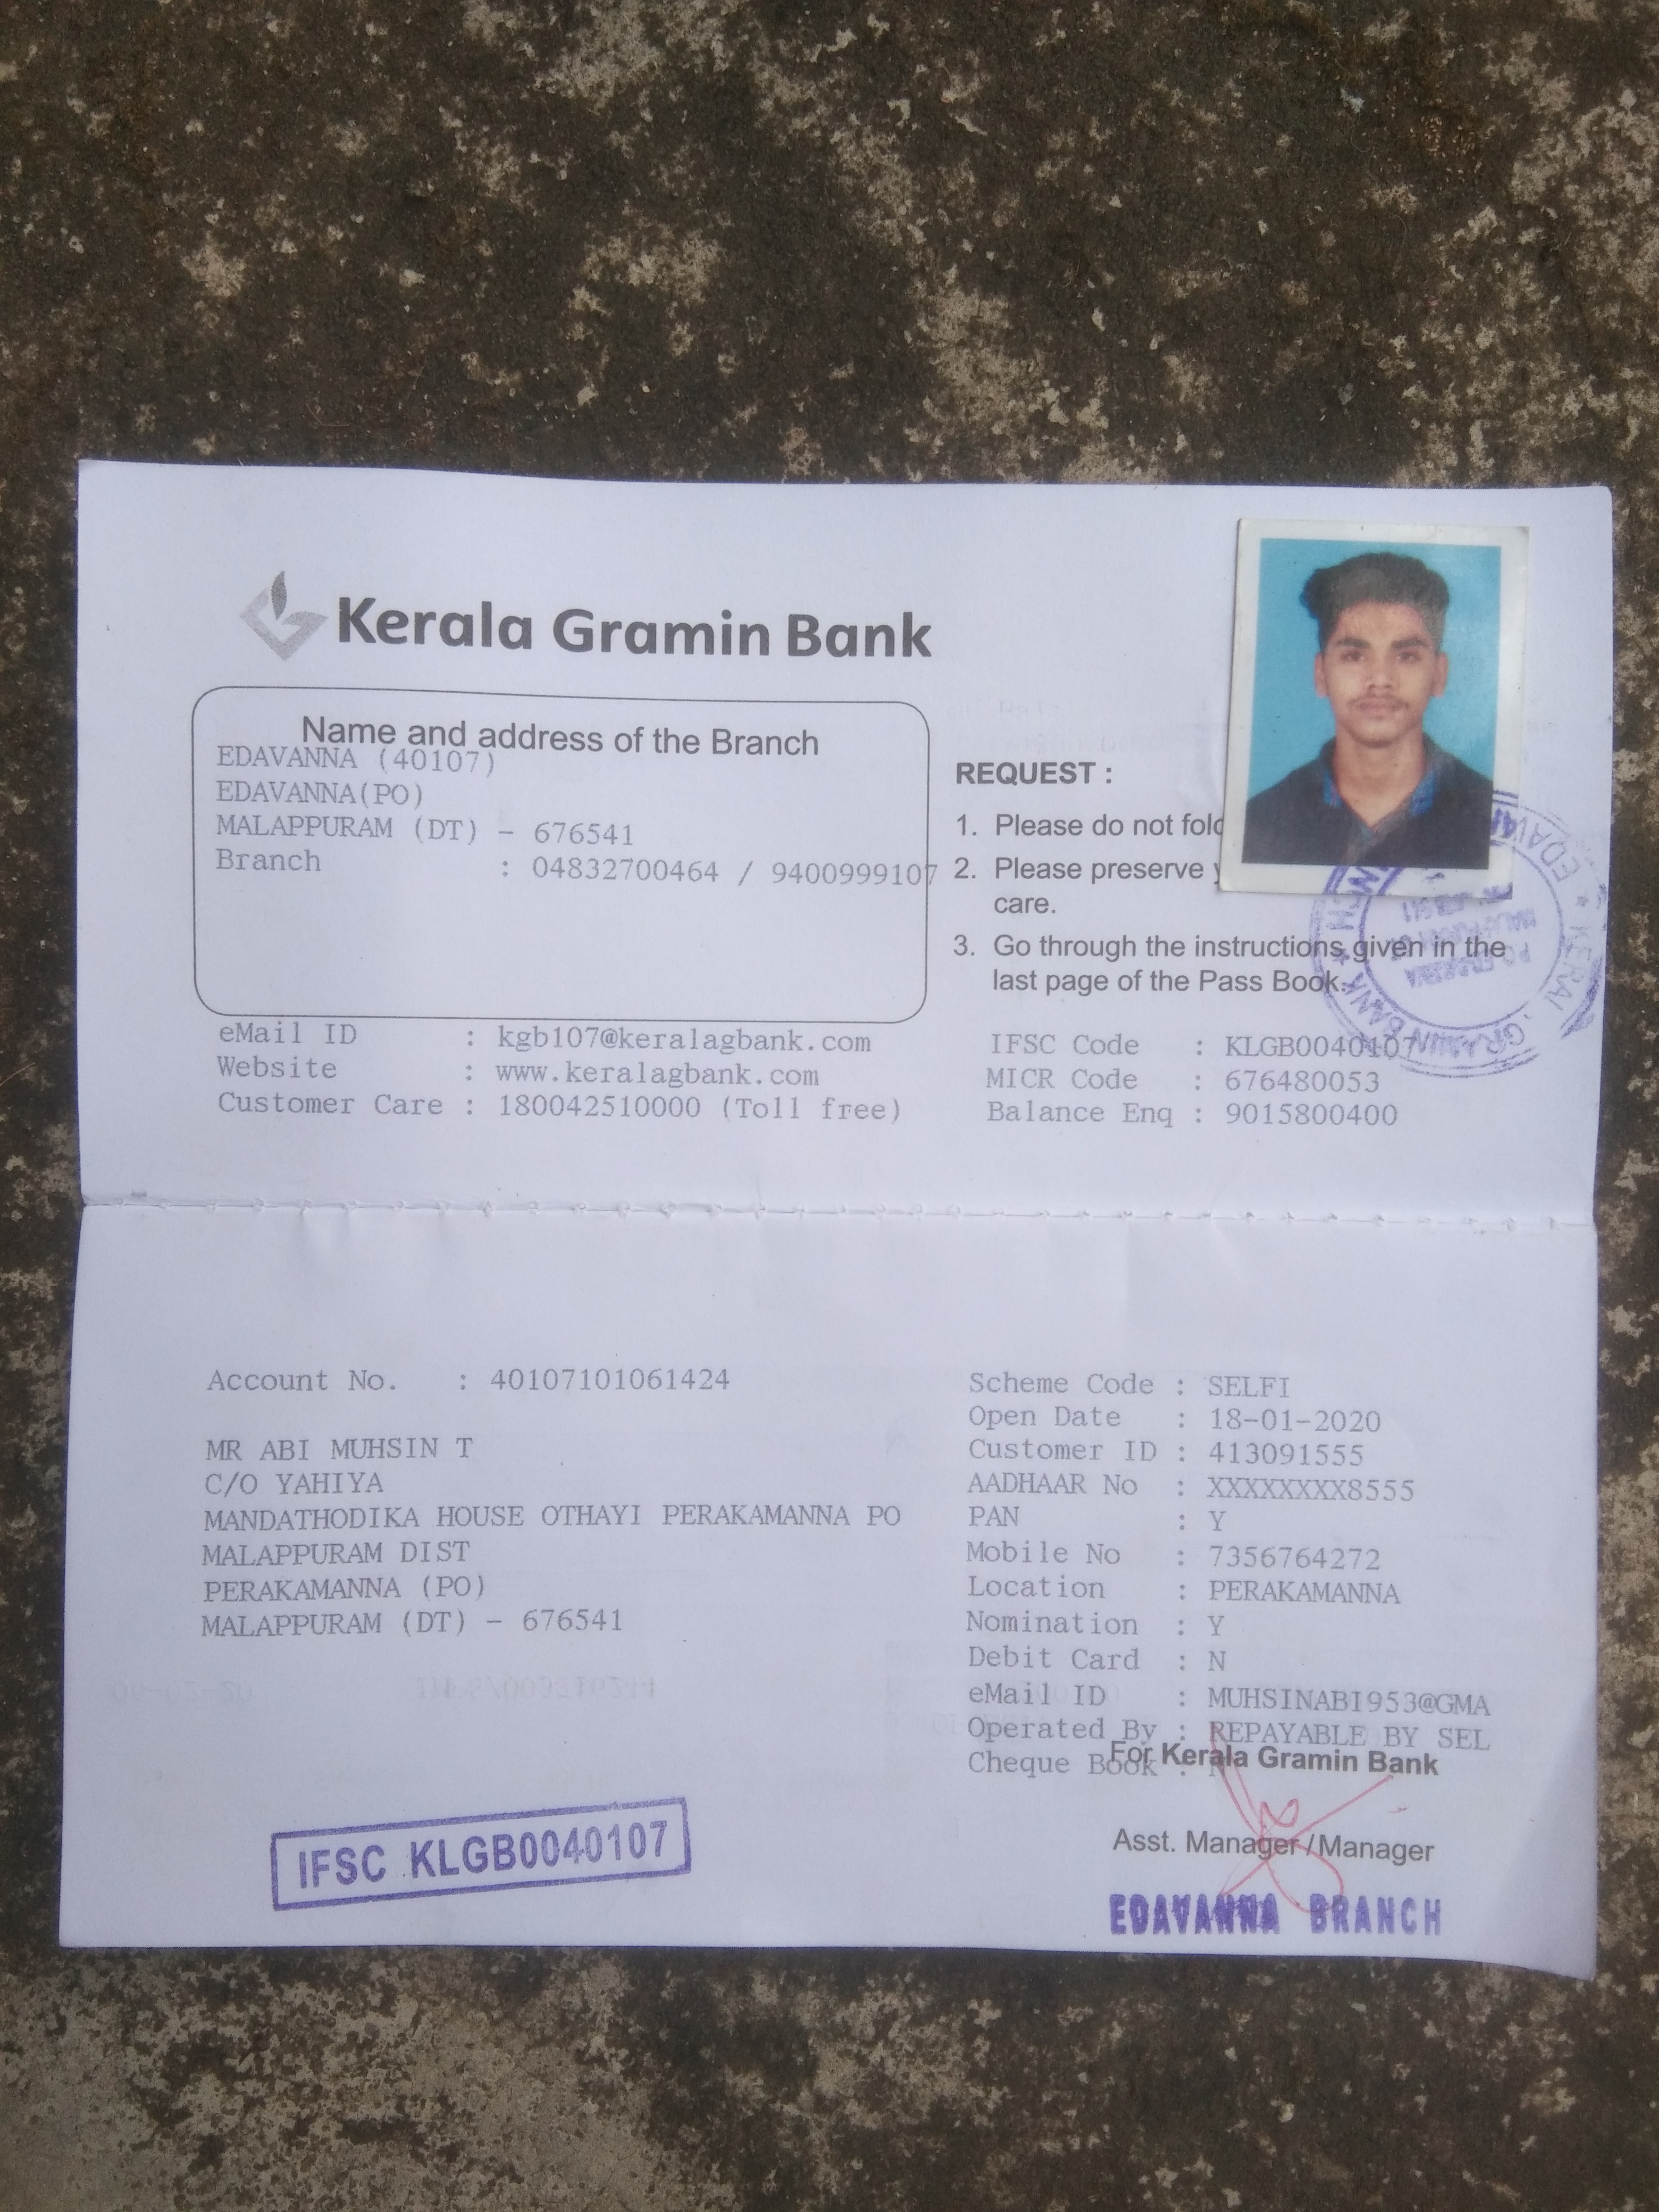 Kerala Gramin Bank
Name and address of the Branch
EDAVANNA (40107)
EDAVANNA(PO)
MALAPPURAM (DT) - 676541
Branch : 04832700464 / 9400999107
REQUEST :
1. Please do not fold
2. Please preserve
care.
3. Go through the instructions given in the
last page of the Pass Book.
eMail ID : kgb107@keralagbank.com
Website : www.keralagbank.com
Customer Care : 180042510000 (Toll free)
IFSC Code : KLGB0040107
MICR Code : 676480053
Balance Enq : 9015800400
GRAMIN BANK
Account No. : 40107101061424
MR ABI MUHSIN T
C/O YAHIYA
MANDATHODIKA HOUSE OTHAYI PERAKAMANNA PO
MALAPPURAM DIST
PERAKAMANNA (PO)
MALAPPURAM (DT) - 676541
Scheme Code : SELFI
Open Date : 18-01-2020
Customer ID : 413091555
AADHAAR No : XXXXXXXX8555
PAN : Y
Mobile No : 7356764272
Location : PERAKAMANNA
Nomination : Y
Debit Card : N
eMail ID : MUHSINABI953@GMA
Operated By : REPAYABLE BY SEL
Cheque Book : N
For Kerala Gramin Bank
Asst. Manager/Manager
EDAVANNA BRANCH
IFSC KLGB0040107